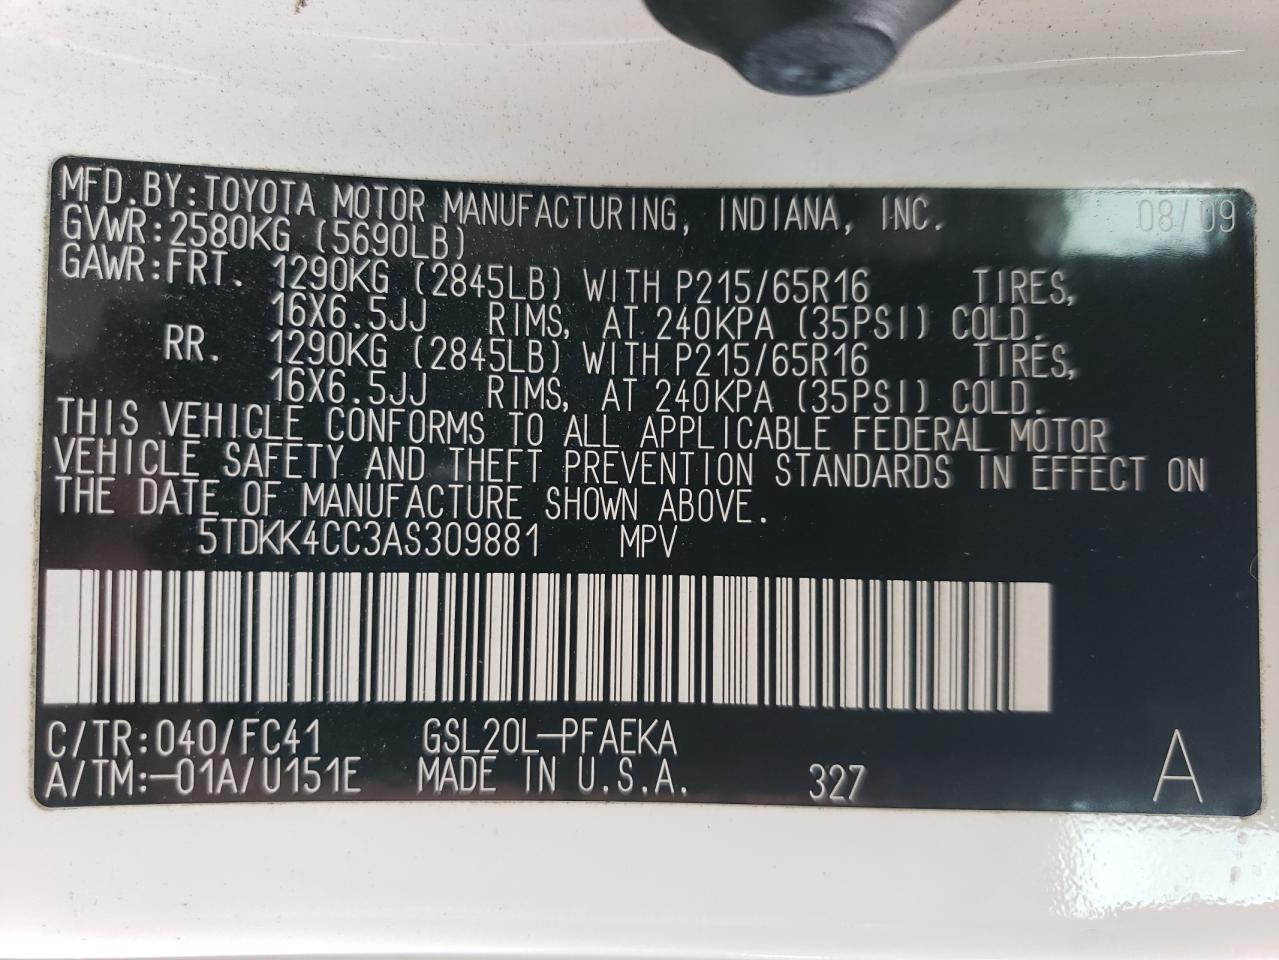 MFD.BY:TOYOTA MOTOR MANUFACTURING, INDIANA, INC. 08/09
GVWR:2580KG (5690LB)
GAWR:FRT. 1290KG (2845LB) WITH P215/65R16 TIRES,
16X6.5JJ RIMS, AT 240KPA (35PSI) COLD.
RR. 1290KG (2845LB) WITH P215/65R16 TIRES,
16X6.5JJ RIMS, AT 240KPA (35PSI) COLD.
THIS VEHICLE CONFORMS TO ALL APPLICABLE FEDERAL MOTOR
VEHICLE SAFETY AND THEFT PREVENTION STANDARDS IN EFFECT ON
THE DATE OF MANUFACTURE SHOWN ABOVE.
5TDKK4CC3AS309881 MPV
C/TR:040/FC41 GSL20L-PFAEKA
A/TM:-01A/U151E MADE IN U.S.A. 327 A